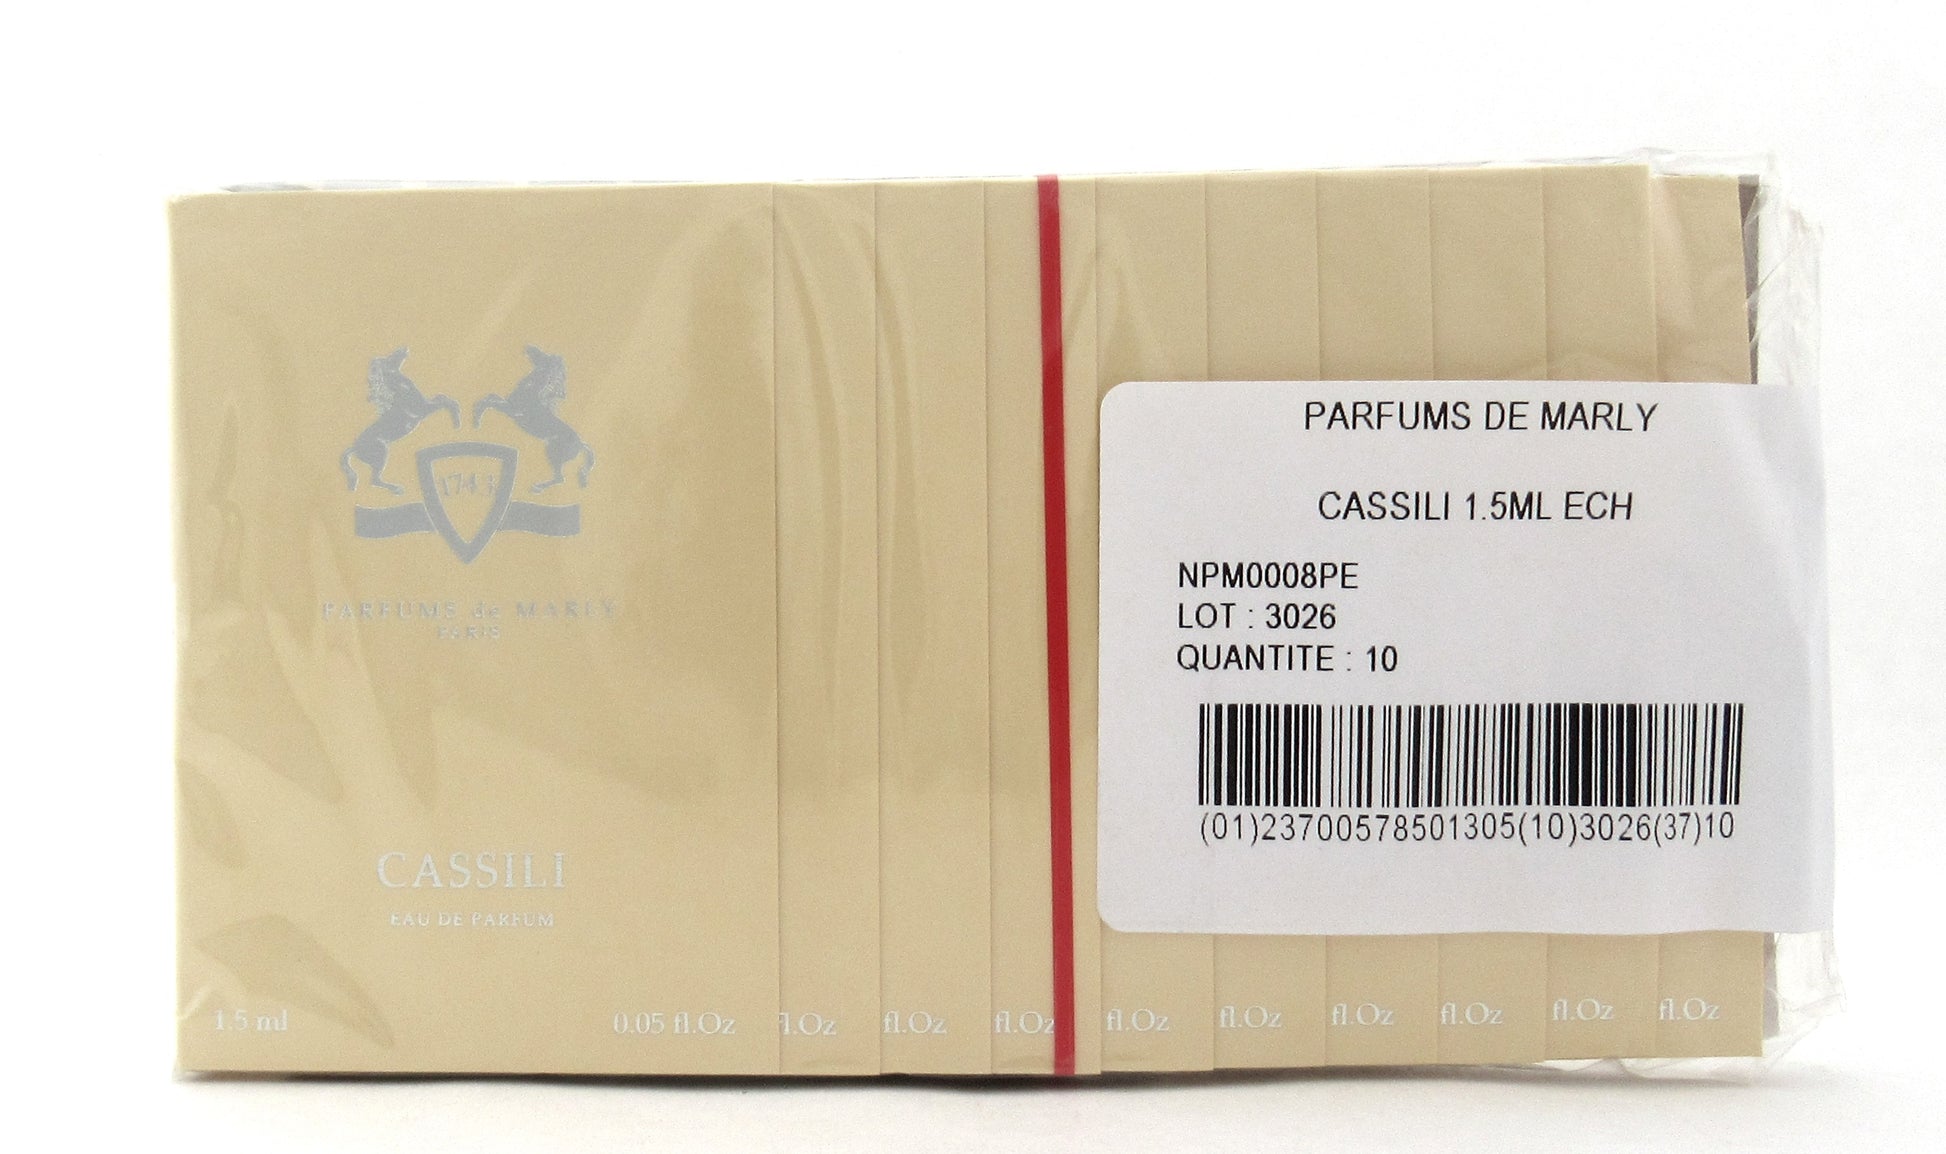 1743
PARFUMS de MARLY
PARIS
CASSILI
EAU DE PARFUM
1.5 ml
0.05 fl.Oz
fl.Oz
fl.Oz
fl.Oz
fl.Oz
fl.Oz
fl.Oz
fl.Oz
fl.Oz
fl.Oz
PARFUMS DE MARLY
CASSILI 1.5ML ECH
NPM0008PE
LOT : 3026
QUANTITE : 10
(01)23700578501305(10)3026(37)10